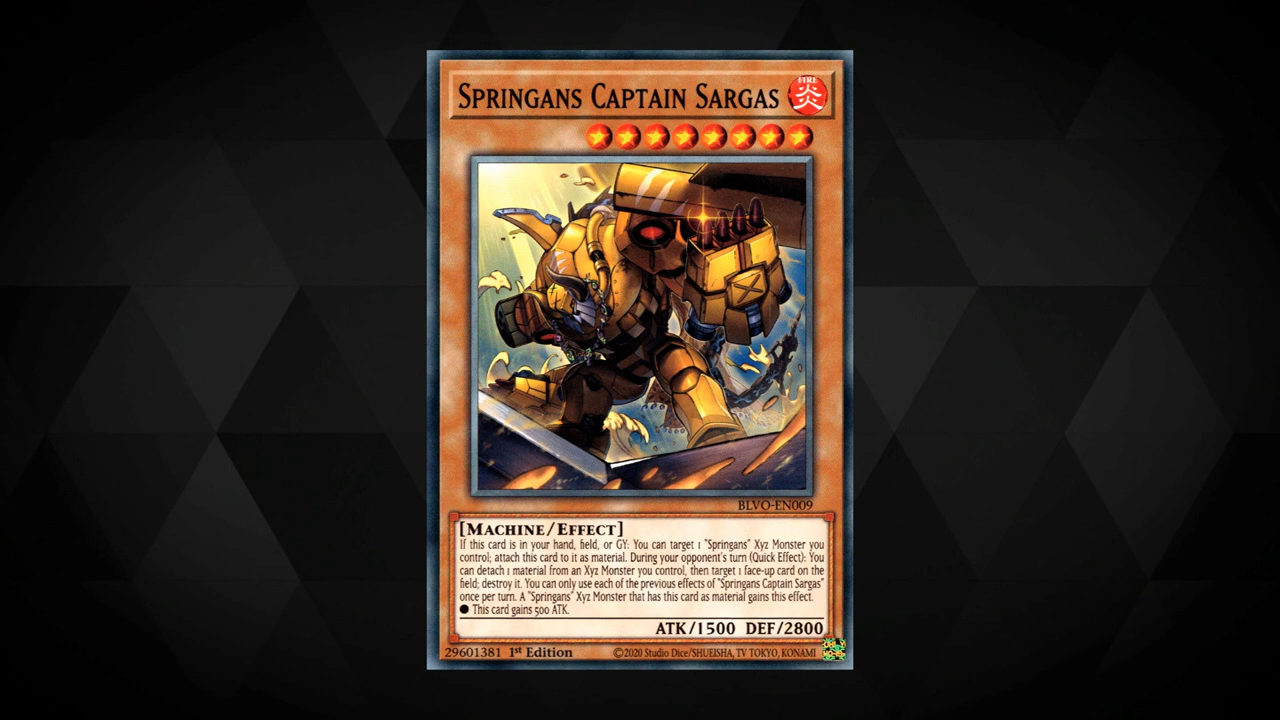 SPRINGANS CAPTAIN SARGAS
FIRE
炎
BLVO-EN009
[MACHINE/EFFECT]
If this card is in your hand, field, or GY: You can target 1 "Springans" Xyz Monster you
control; attach this card to it as material. During your opponent's turn (Quick Effect): You
can detach 1 material from an Xyz Monster you control, then target 1 face-up card on the
field; destroy it. You can only use each of the previous effects of "Springans Captain Sargas"
once per turn. A "Springans" Xyz Monster that has this card as material gains this effect.
● This card gains 500 ATK.
ATK/1500 DEF/2800
29601381 1st Edition
©2020 Studio Dice/SHUEISHA, TV TOKYO, KONAMI